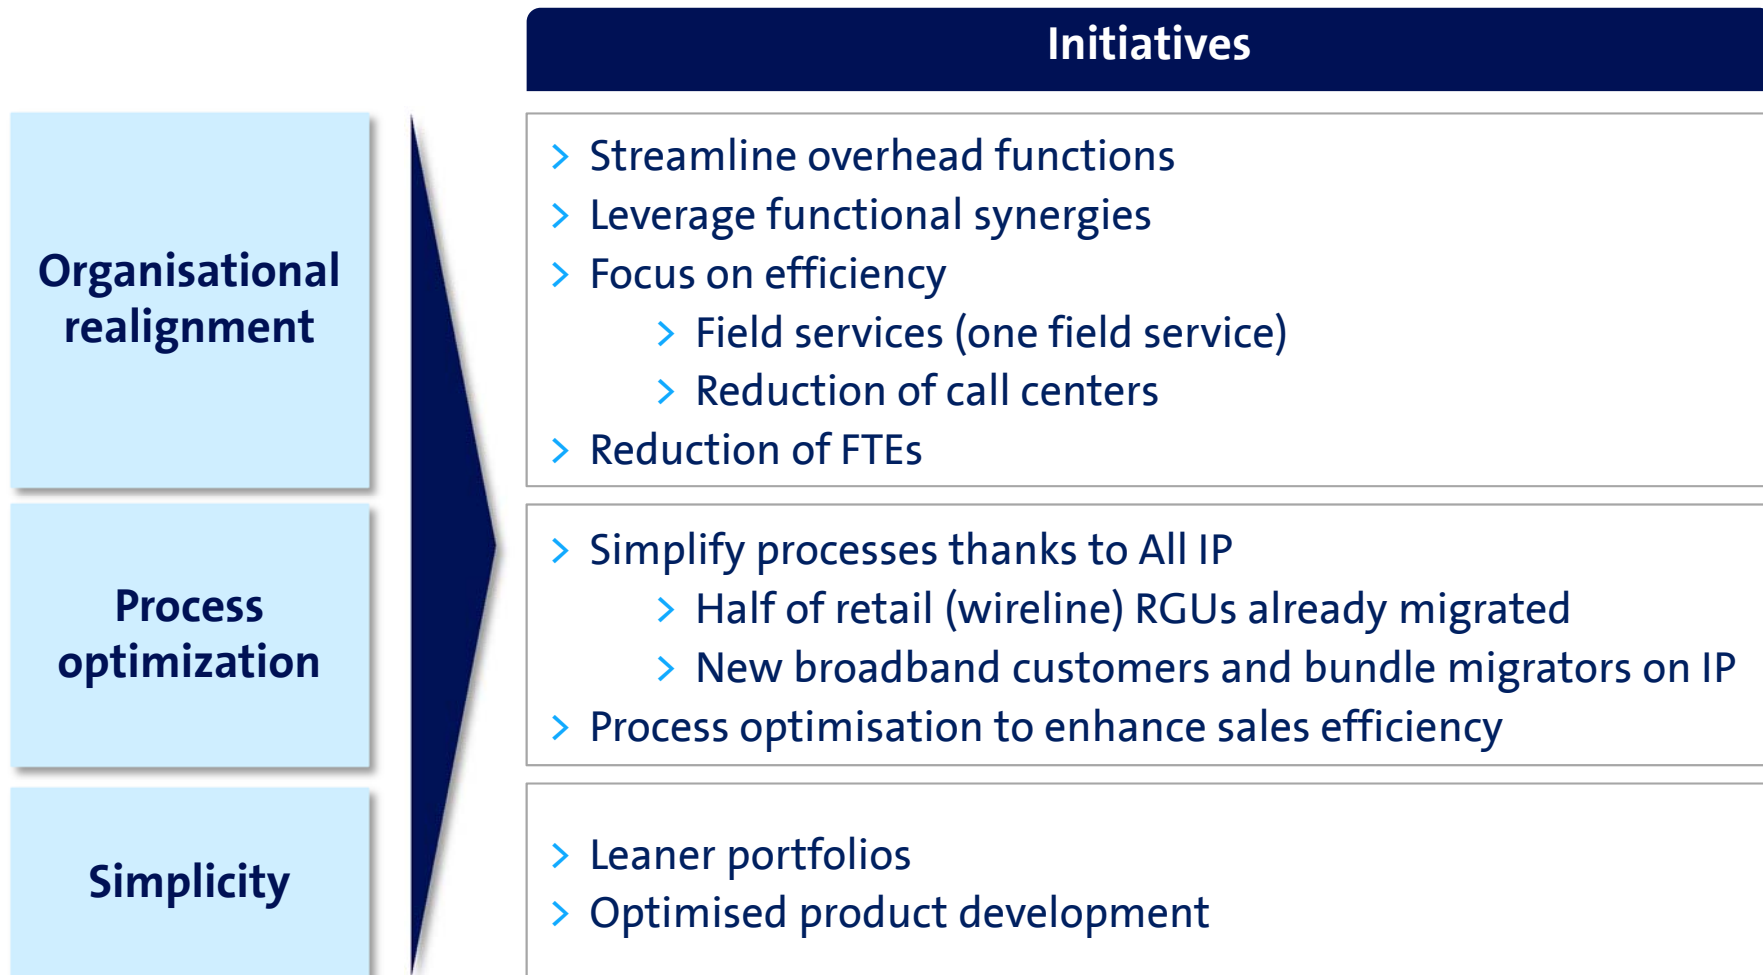 Initiatives
Organisational
realignment
> Streamline overhead functions
> Leverage functional synergies
> Focus on efficiency
> Field services (one field service)
> Reduction of call centers
> Reduction of FTEs
Process
optimization
> Simplify processes thanks to All IP
> Half of retail (wireline) RGUs already migrated
> New broadband customers and bundle migrators on IP
> Process optimisation to enhance sales efficiency
Simplicity
> Leaner portfolios
> Optimised product development